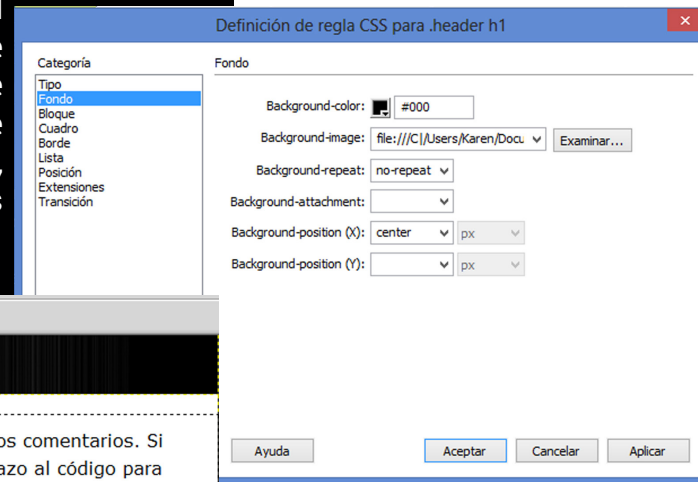 Definición de regla CSS para .header h1
Categoría
Tipo
Fondo
Bloque
Cuadro
Borde
Lista
Posición
Extensiones
Transición
Fondo
Background-color: #000
Background-image: file:///C|/Users/Karen/Docu Examinar...
Background-repeat: no-repeat
Background-attachment:
Background-position (X): center px
Background-position (Y): px
Ayuda Aceptar Cancelar Aplicar
os comentarios. Si
azo al código para